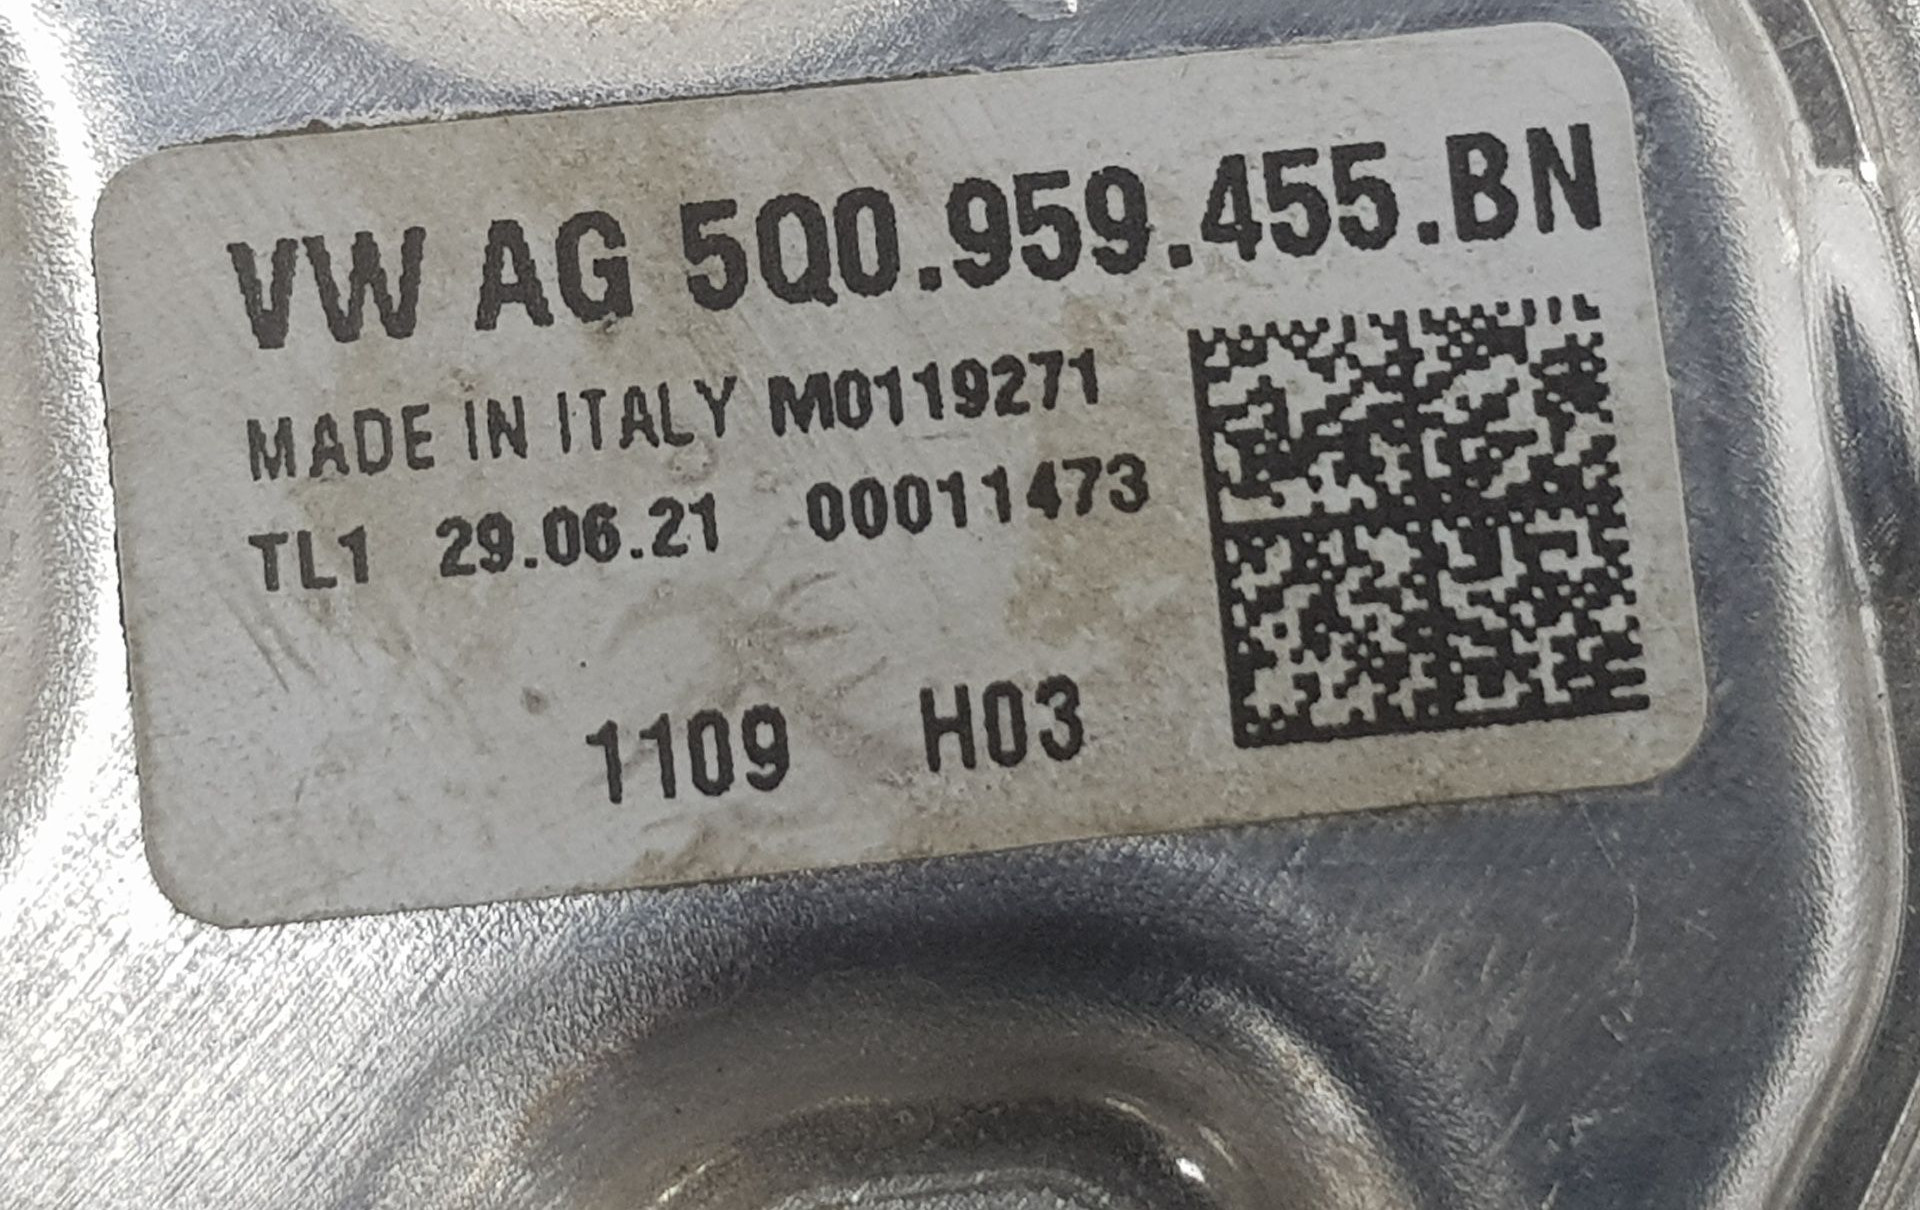 VW AG 5Q0.959.455.BN
MADE IN ITALY M0119271
TL1 29.06.21 00011473
1109 H03